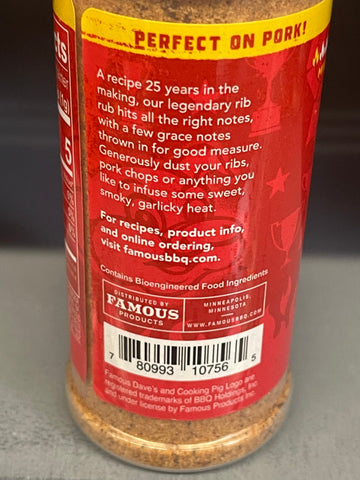 PERFECT ON PORK!
A recipe 25 years in the
making, our legendary rib
rub hits all the right notes,
with a few grace notes
thrown in for good measure.
Generously dust your ribs,
pork chops or anything you
like to infuse some sweet,
smoky, garlicky heat.
For recipes, product info,
and online ordering,
visit famousbbq.com.
Contains Bioengineered Food Ingredients
DISTRIBUTED BY
FAMOUS
PRODUCTS
MINNEAPOLIS,
MINNESOTA
WWW.FAMOUSBBQ.COM
7 80993 10756 5
Famous Dave's and Cooking Pig Logo are
registered trademarks of BBQ Holdings, Inc
and under license by Famous Products Inc.
cts
5